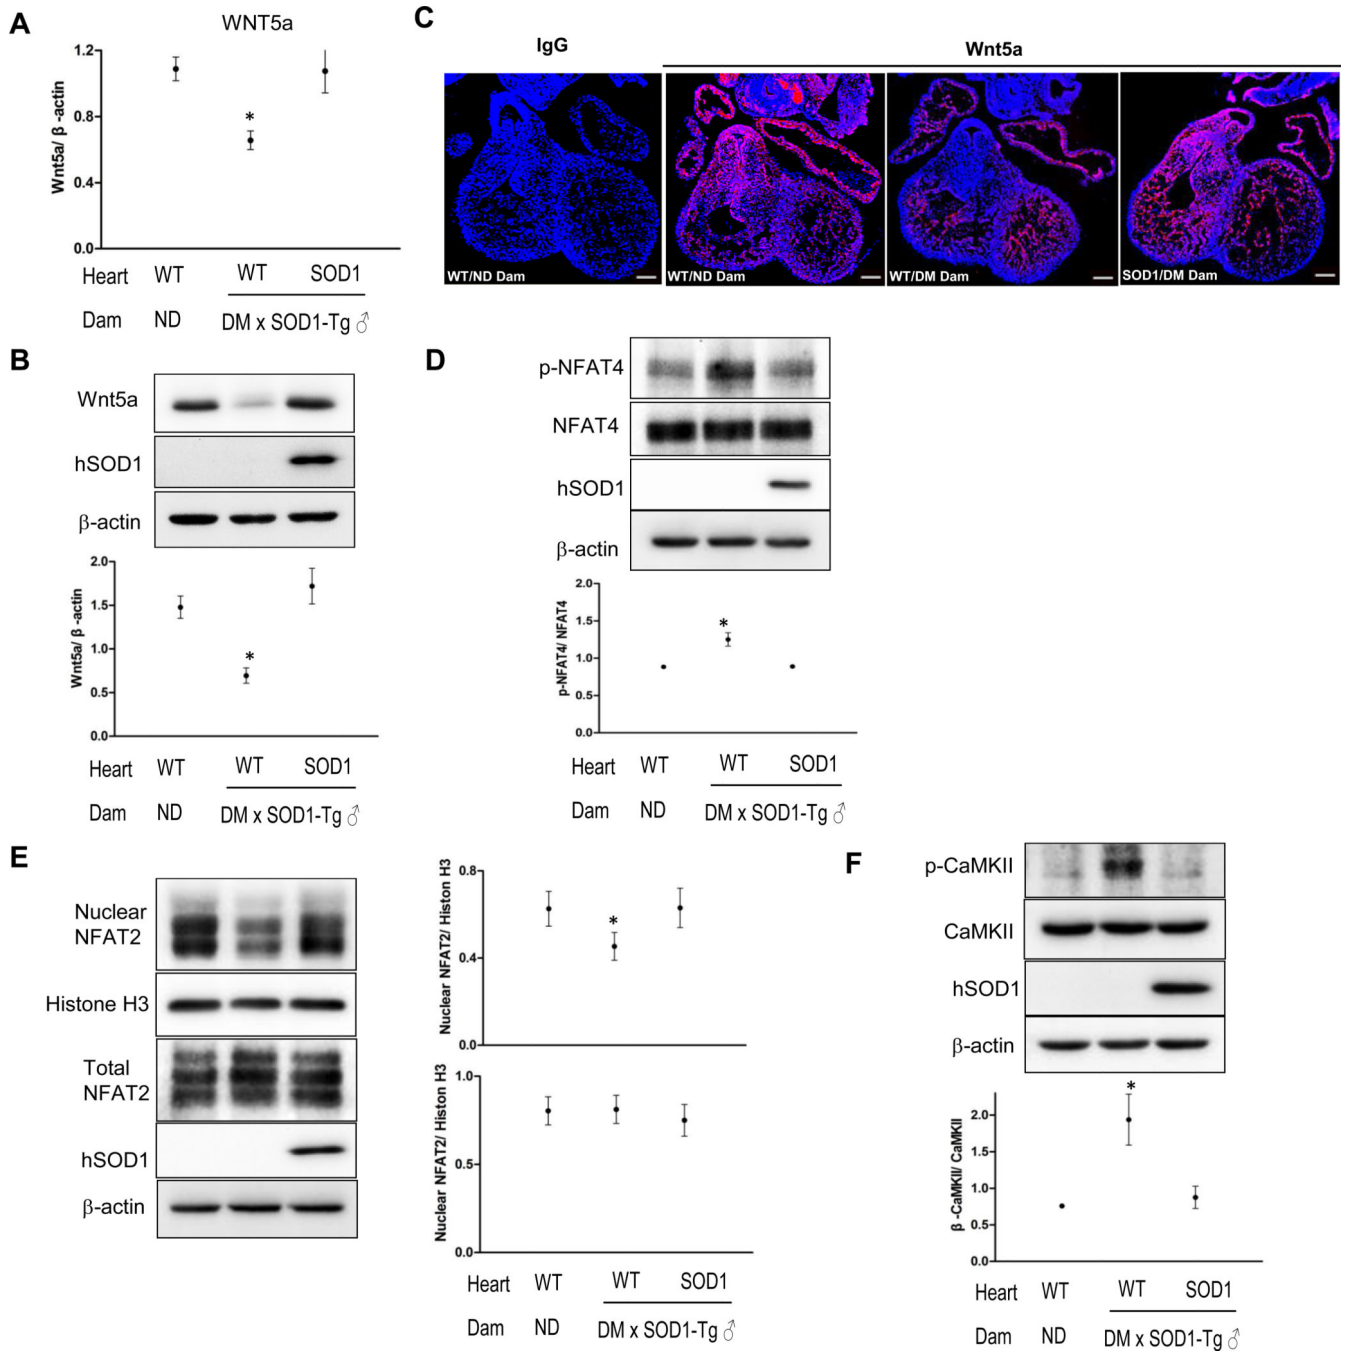 A
WNT5a
Wnt5a/ β -actin
1.2
0.8
0.4
0.0
Heart WT WT SOD1
Dam ND DM x SOD1-Tg ♂
C
IgG Wnt5a
WT/ND Dam WT/ND Dam WT/DM Dam SOD1/DM Dam
B
Wnt5a
hSOD1
β-actin
Wnt5a/ β -actin
2.0
1.5
1.0
0.5
0.0
Heart WT WT SOD1
Dam ND DM x SOD1-Tg ♂
D
p-NFAT4
NFAT4
hSOD1
β-actin
p-NFAT4/ NFAT4
2.0
1.5
1.0
0.5
0.0
Heart WT WT SOD1
Dam ND DM x SOD1-Tg ♂
E
Nuclear
NFAT2
Histone H3
Total
NFAT2
hSOD1
β-actin
Nuclear NFAT2/ Histon H3
0.8
0.4
0.0
Nuclear NFAT2/ Histon H3
1.0
0.5
0.0
Heart WT WT SOD1
Dam ND DM x SOD1-Tg ♂
F
p-CaMKII
CaMKII
hSOD1
β-actin
β -CaMKII/ CaMKII
2.0
1.5
1.0
0.5
0.0
Heart WT WT SOD1
Dam ND DM x SOD1-Tg ♂